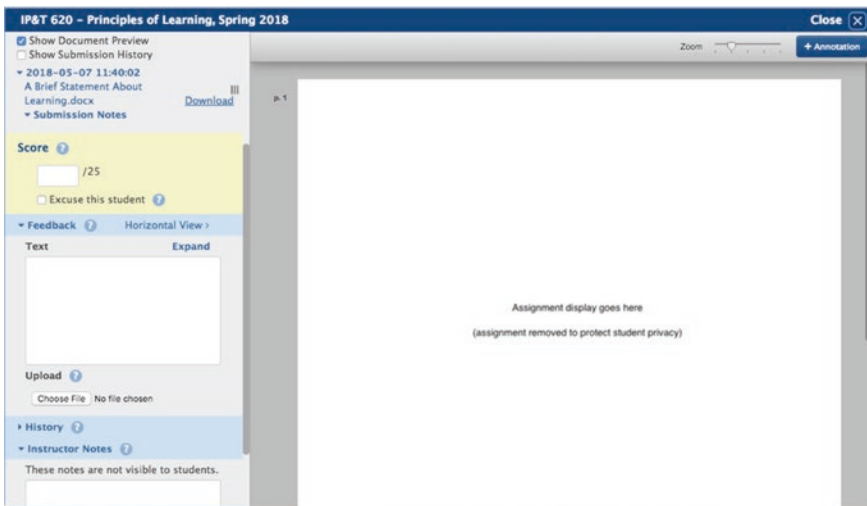 IP&T 620 – Principles of Learning, Spring 2018
Close
Show Document Preview
Show Submission History
2018-05-07 11:40:02
A Brief Statement About
Learning.docx Download
Submission Notes
Score ?
/25
Excuse this student ?
Feedback ? Horizontal View >
Text Expand
Upload ?
Choose File No file chosen
History ?
Instructor Notes ?
These notes are not visible to students.
Zoom
+ Annotation
p. 1
Assignment display goes here
(assignment removed to protect student privacy)